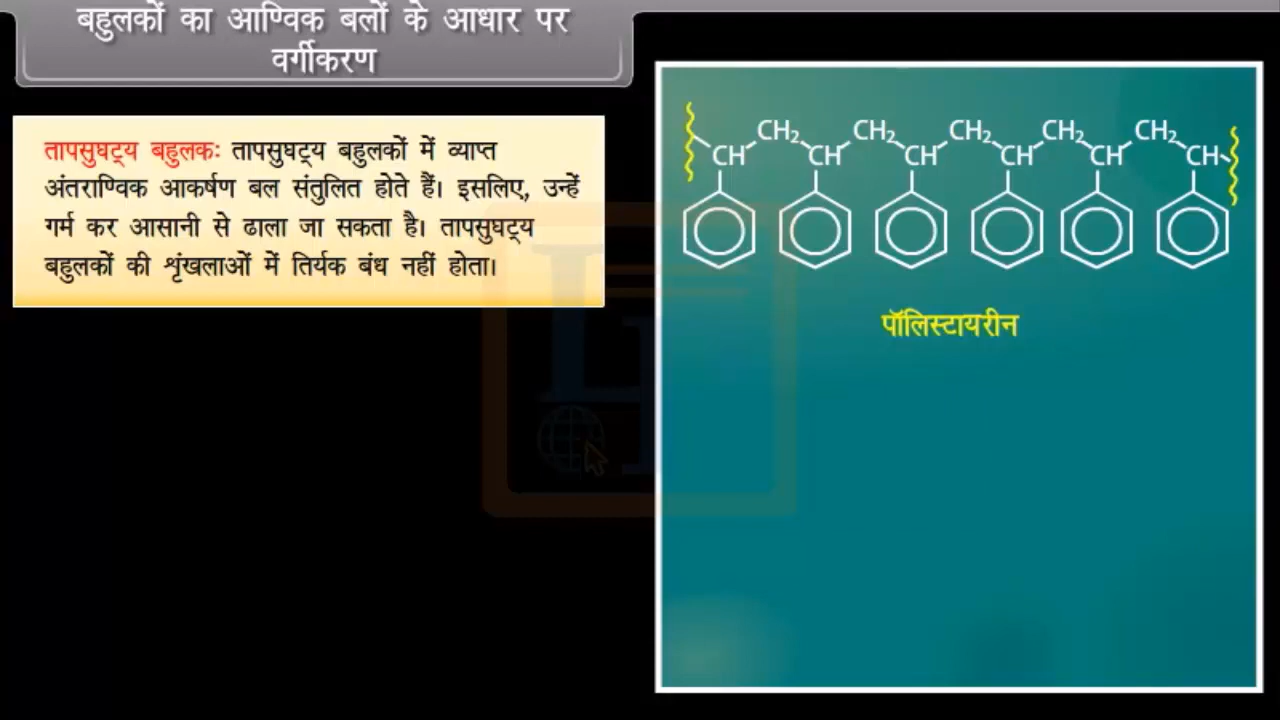 बहुलकों का आण्विक बलों के आधार पर
वर्गीकरण
तापसुघट्य बहुलकः तापसुघट्य बहुलकों में व्याप्त
अंतराण्विक आकर्षण बल संतुलित होते हैं। इसलिए, उन्हें
गर्म कर आसानी से ढाला जा सकता है। तापसुघट्य
बहुलकों की शृंखलाओं में तिर्यक बंध नहीं होता।
CH₂ CH₂ CH₂ CH₂ CH₂
CH CH CH CH CH CH
पॉलिस्टायरीन